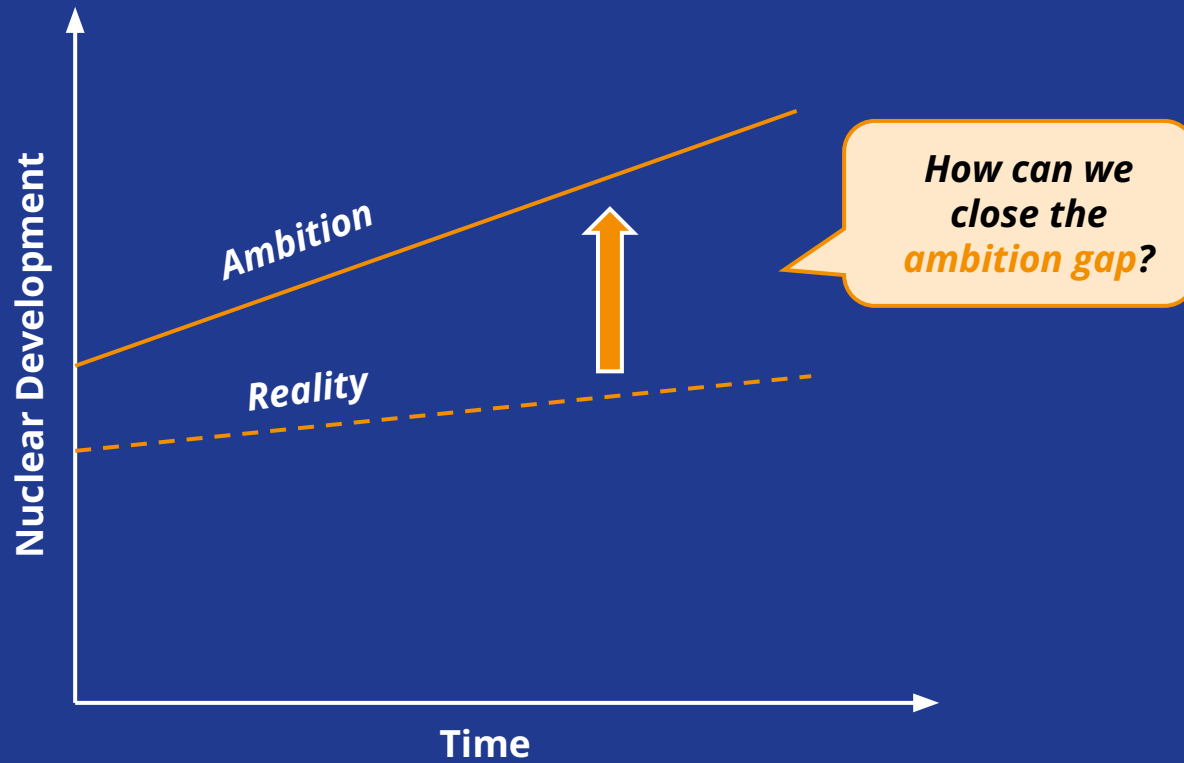 Nuclear Development
Ambition
Reality
How can we
close the
ambition gap?
Time